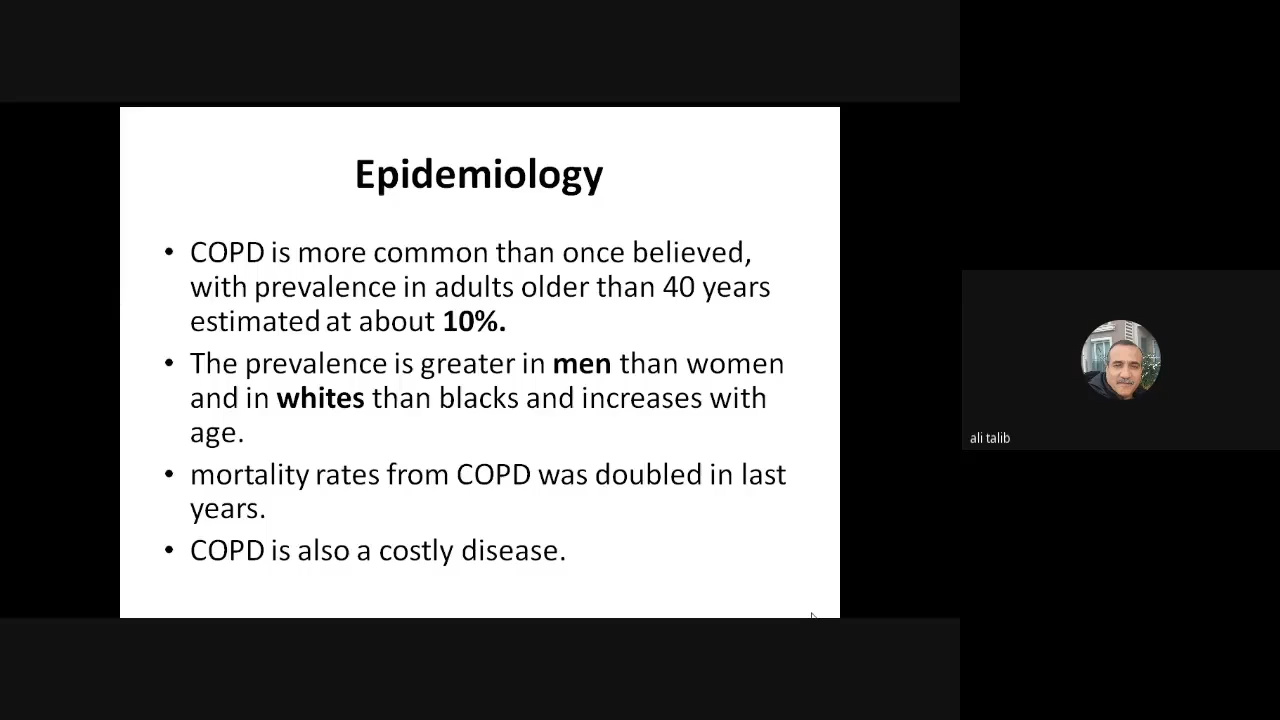 Epidemiology
• COPD is more common than once believed,
with prevalence in adults older than 40 years
estimated at about 10%.
• The prevalence is greater in men than women
and in whites than blacks and increases with
age.
• mortality rates from COPD was doubled in last
years.
• COPD is also a costly disease.
ali talib